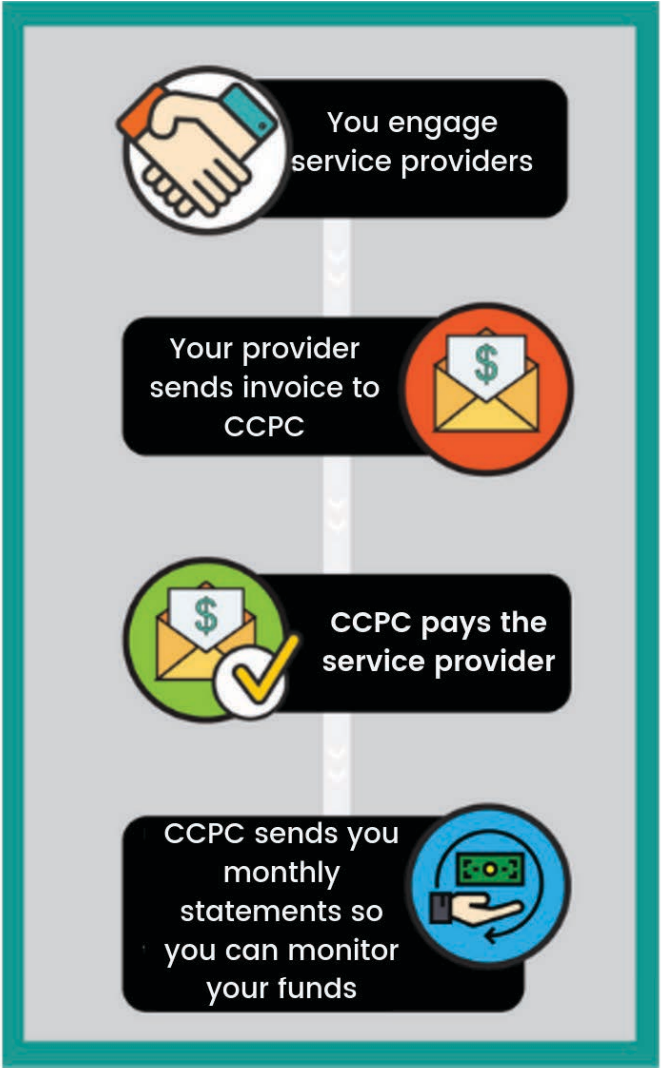 You engage
service providers
Your provider
sends invoice to
CCPC
$
CCPC pays the
service provider
$
CCPC sends you
monthly
statements so
you can monitor
your funds